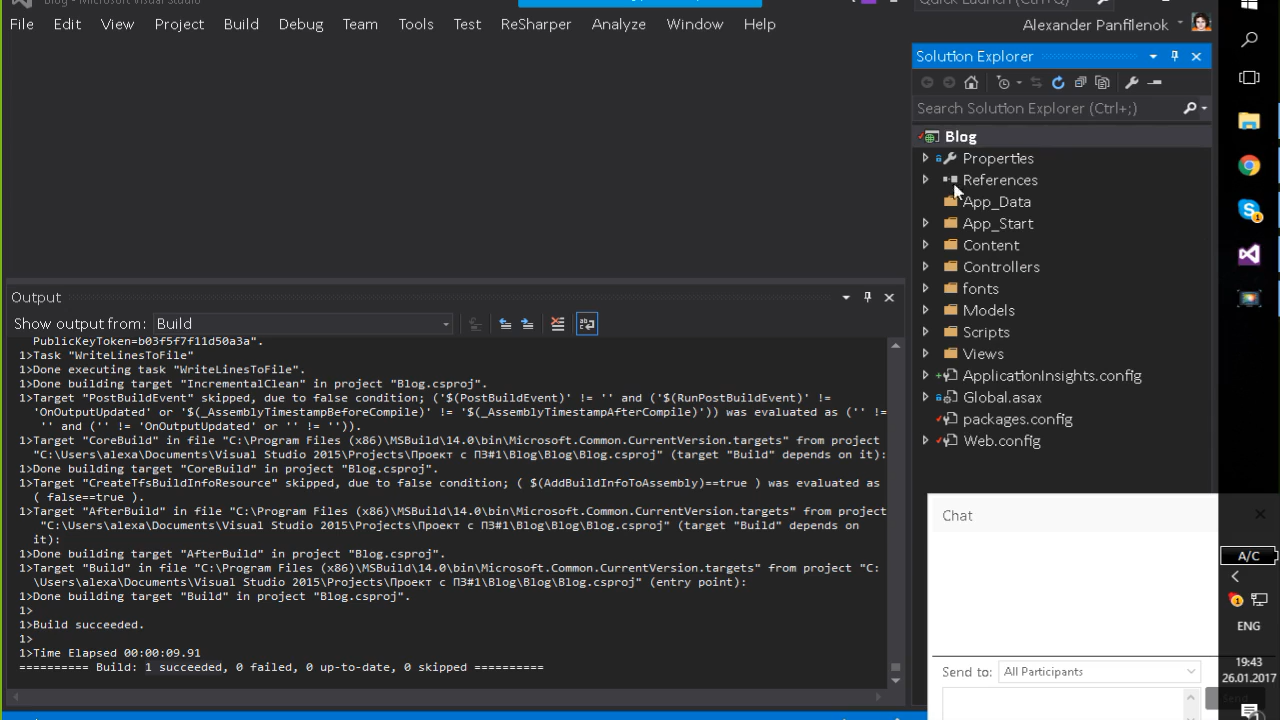 Blog - Microsoft Visual Studio
Quick Launch (Ctrl+Q)
File Edit View Project Build Debug Team Tools Test ReSharper Analyze Window Help
Alexander Panfilenok
Solution Explorer
Search Solution Explorer (Ctrl+;)
Blog
Properties
References
App_Data
App_Start
Content
Controllers
fonts
Models
Scripts
Views
ApplicationInsights.config
Global.asax
packages.config
Web.config
Output
Show output from: Build
PublicKeyToken=b03f5f7f11d50a3a".
1>Task "WriteLinesToFile"
1>Done executing task "WriteLinesToFile".
1>Done building target "IncrementalClean" in project "Blog.csproj".
1>Target "PostBuildEvent" skipped, due to false condition; ('$(PostBuildEvent)' != '' and ('$(RunPostBuildEvent)' !=
'OnOutputUpdated' or '$(_AssemblyTimestampBeforeCompile)' != '$(_AssemblyTimestampAfterCompile)')) was evaluated as ('' !=
'' and ('' != 'OnOutputUpdated' or '' != '')).
1>Target "CoreBuild" in file "C:\Program Files (x86)\MSBuild\14.0\bin\Microsoft.Common.CurrentVersion.targets" from project
"C:\Users\alexa\Documents\Visual Studio 2015\Projects\Проект с ПЗ#1\Blog\Blog\Blog.csproj" (target "Build" depends on it):
1>Done building target "CoreBuild" in project "Blog.csproj".
1>Target "CreateTfsBuildInfoResource" skipped, due to false condition; ( $(AddBuildInfoToAssembly)==true ) was evaluated as
( false==true ).
1>Target "AfterBuild" in file "C:\Program Files (x86)\MSBuild\14.0\bin\Microsoft.Common.CurrentVersion.targets" from project
"C:\Users\alexa\Documents\Visual Studio 2015\Projects\Проект с ПЗ#1\Blog\Blog\Blog.csproj" (target "Build" depends on
it):
1>Done building target "AfterBuild" in project "Blog.csproj".
1>Target "Build" in file "C:\Program Files (x86)\MSBuild\14.0\bin\Microsoft.Common.CurrentVersion.targets" from project "C:
\Users\alexa\Documents\Visual Studio 2015\Projects\Проект с ПЗ#1\Blog\Blog\Blog.csproj" (entry point):
1>Done building target "Build" in project "Blog.csproj".
1>
1>Build succeeded.
1>
1>Time Elapsed 00:00:09.91
========== Build: 1 succeeded, 0 failed, 0 up-to-date, 0 skipped ==========
Chat
Send to: All Participants
Send
A/C
ENG
19:43
26.01.2017